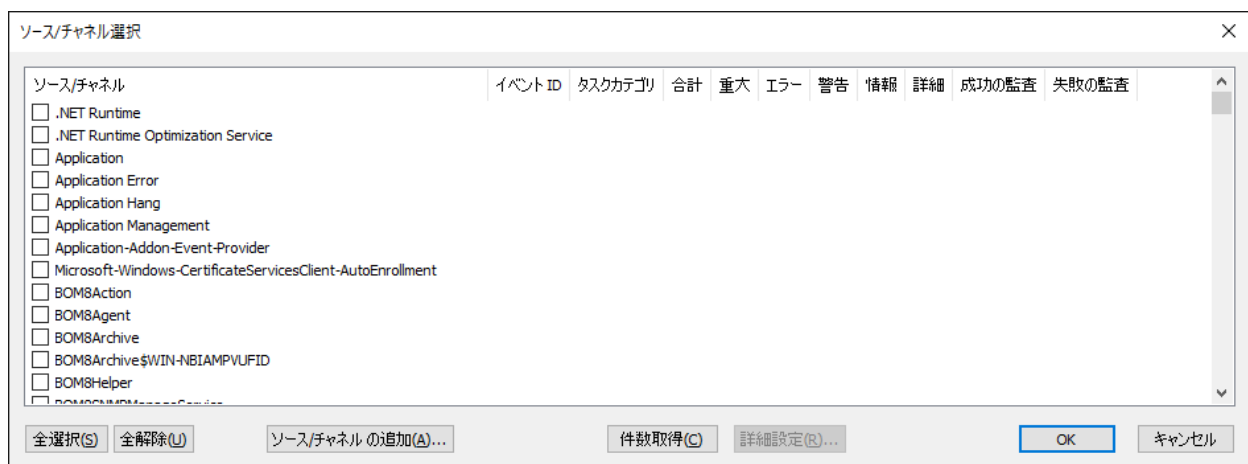 ソース/チャネル選択
ソース/チャネル イベント ID タスクカテゴリ 合計 重大 エラー 警告 情報 詳細 成功の監査 失敗の監査
.NET Runtime
.NET Runtime Optimization Service
Application
Application Error
Application Hang
Application Management
Application-Addon-Event-Provider
Microsoft-Windows-CertificateServicesClient-AutoEnrollment
BOM8Action
BOM8Agent
BOM8Archive
BOM8Archive$WIN-NBIAMPVUFID
BOM8Helper
全選択(S) 全解除(U) ソース/チャネル の追加(A)... 件数取得(C) 詳細設定(R)... OK キャンセル